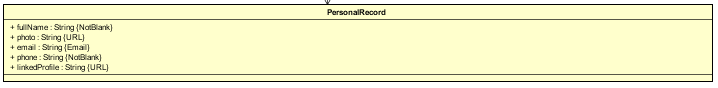 PersonalRecord
+ fullName : String {NotBlank}
+ photo : String {URL}
+ email : String {Email}
+ phone : String {NotBlank}
+ linkedProfile : String {URL}